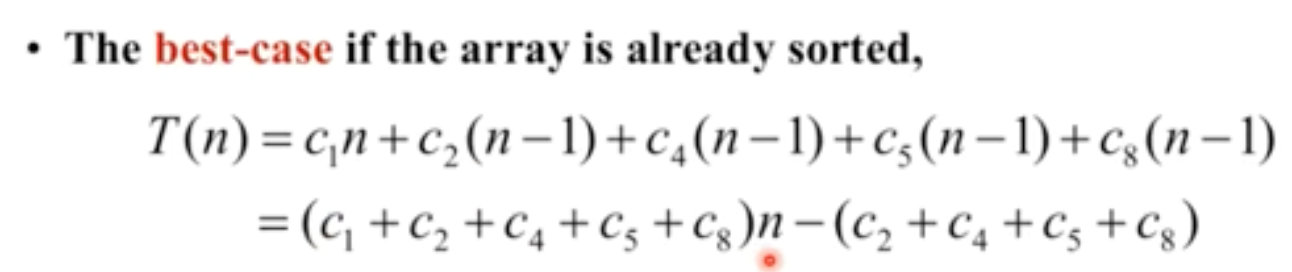 • The best-case if the array is already sorted,
T(n) = c₁n + c₂(n − 1) + c₄(n − 1) + c₅(n − 1) + c₈(n − 1)
= (c₁ + c₂ + c₄ + c₅ + c₈)n − (c₂ + c₄ + c₅ + c₈)